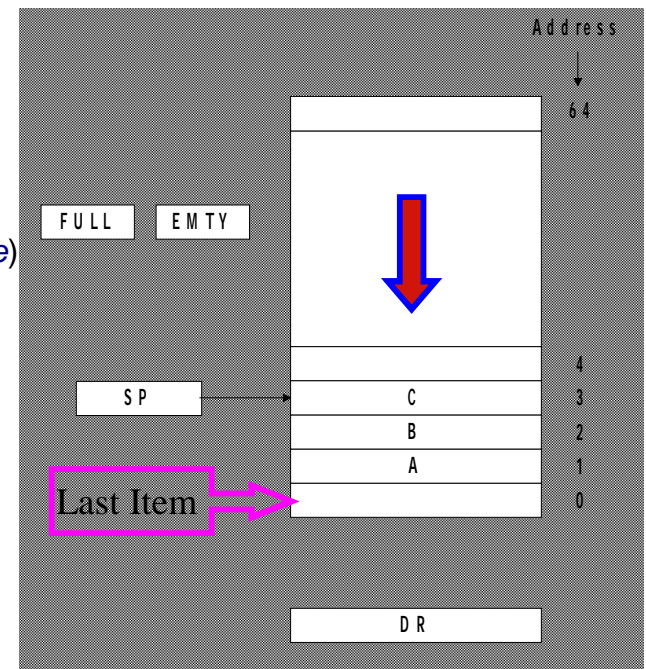 Address
64
FULL EMTY
e)
4
SP C 3
B 2
A 1
Last Item 0
DR